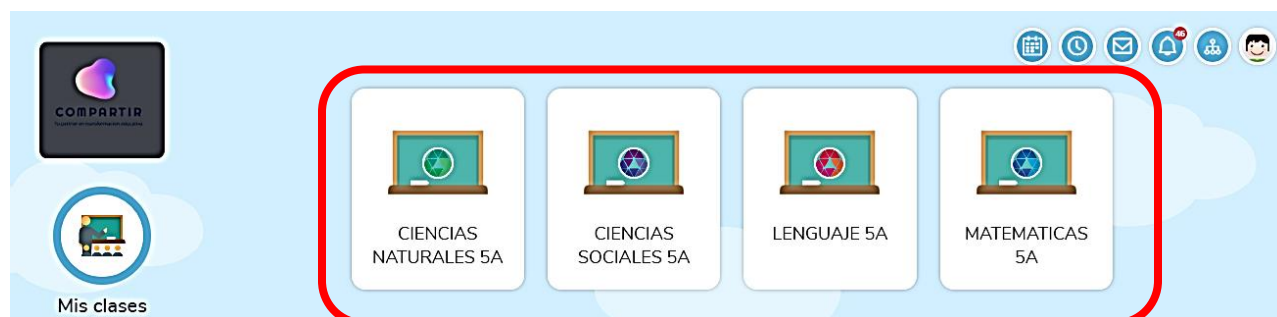 46
COMPARTIR
CIENCIAS
NATURALES 5A
CIENCIAS
SOCIALES 5A
LENGUAJE 5A
MATEMATICAS
5A
Mis clases